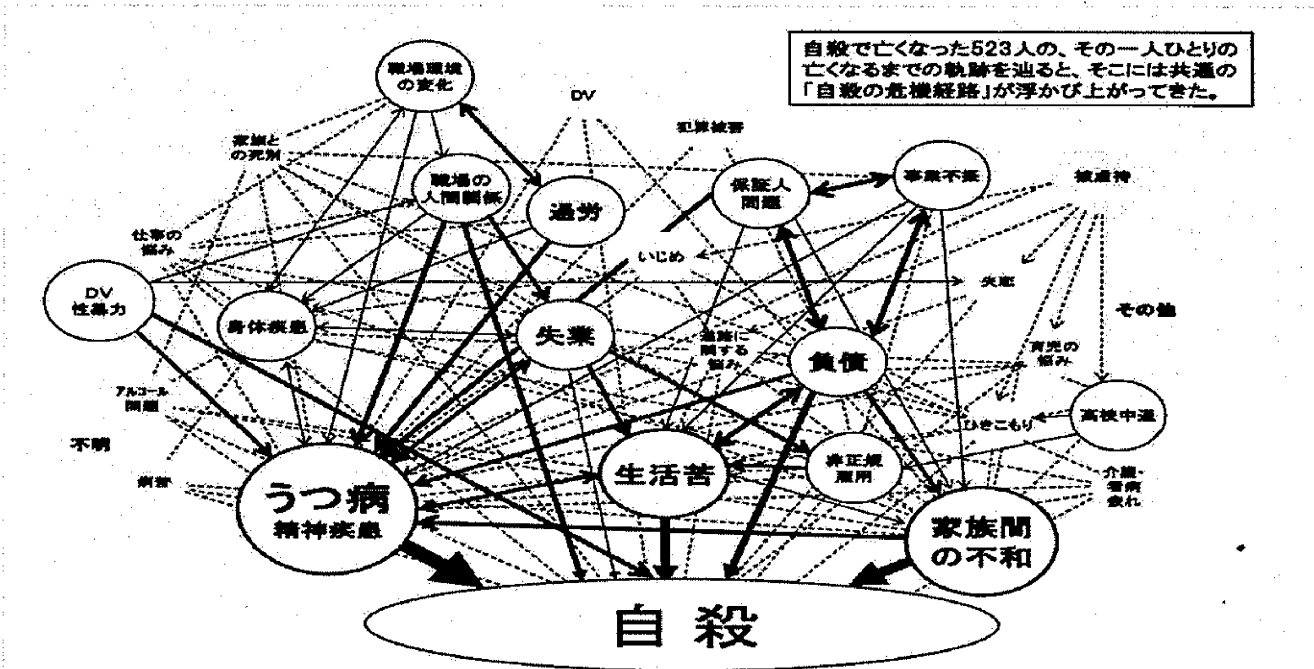 自殺で亡くなった523人の、その一人ひとりの
亡くなるまでの軌跡を辿ると、そこには共通の
「自殺の危機経路」が浮かび上がってきた。
職場環境
の変化
DV
犯罪被害
家族と
の死別
職場の
人間関係
過労
保証人
問題
事業不振
被虐待
仕事の
悩み
いじめ
失恋
DV
性暴力
身体疾患
失業
進路に
関する
悩み
負債
その他
育児の
悩み
アルコール
問題
高校中退
ひきこもり
不明
病苦
うつ病
精神疾患
生活苦
非正規
雇用
介護・
看病
疲れ
家族間
の不和
自殺